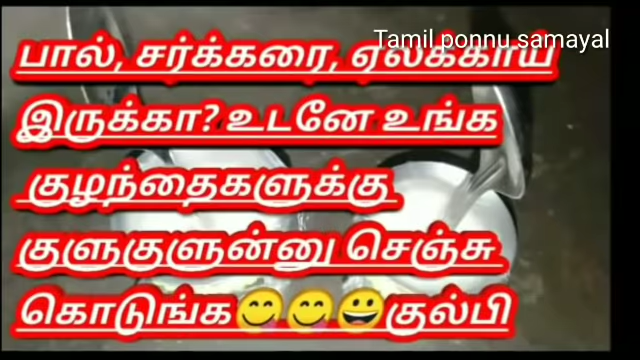 Tamil ponnu samayal
பால், சர்க்கரை, ஏலக்காய்
இருக்கா? உடனே உங்க
குழந்தைகளுக்கு
குளுகுளுன்னு செஞ்சு
கொடுங்க😋😋😀குல்பி